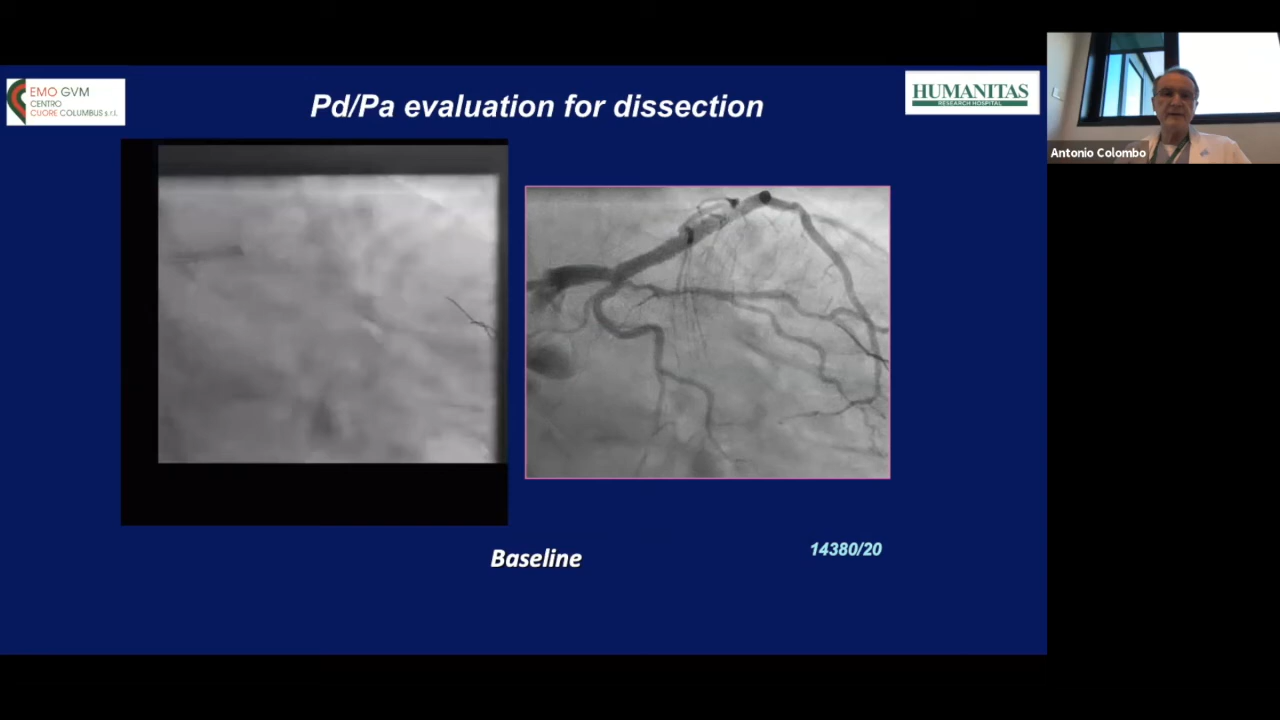 EMO GVM
CENTRO
CUORE COLUMBUS s.r.l.
Pd/Pa evaluation for dissection
HUMANITAS
RESEARCH HOSPITAL
Antonio Colombo
Baseline
14380/20